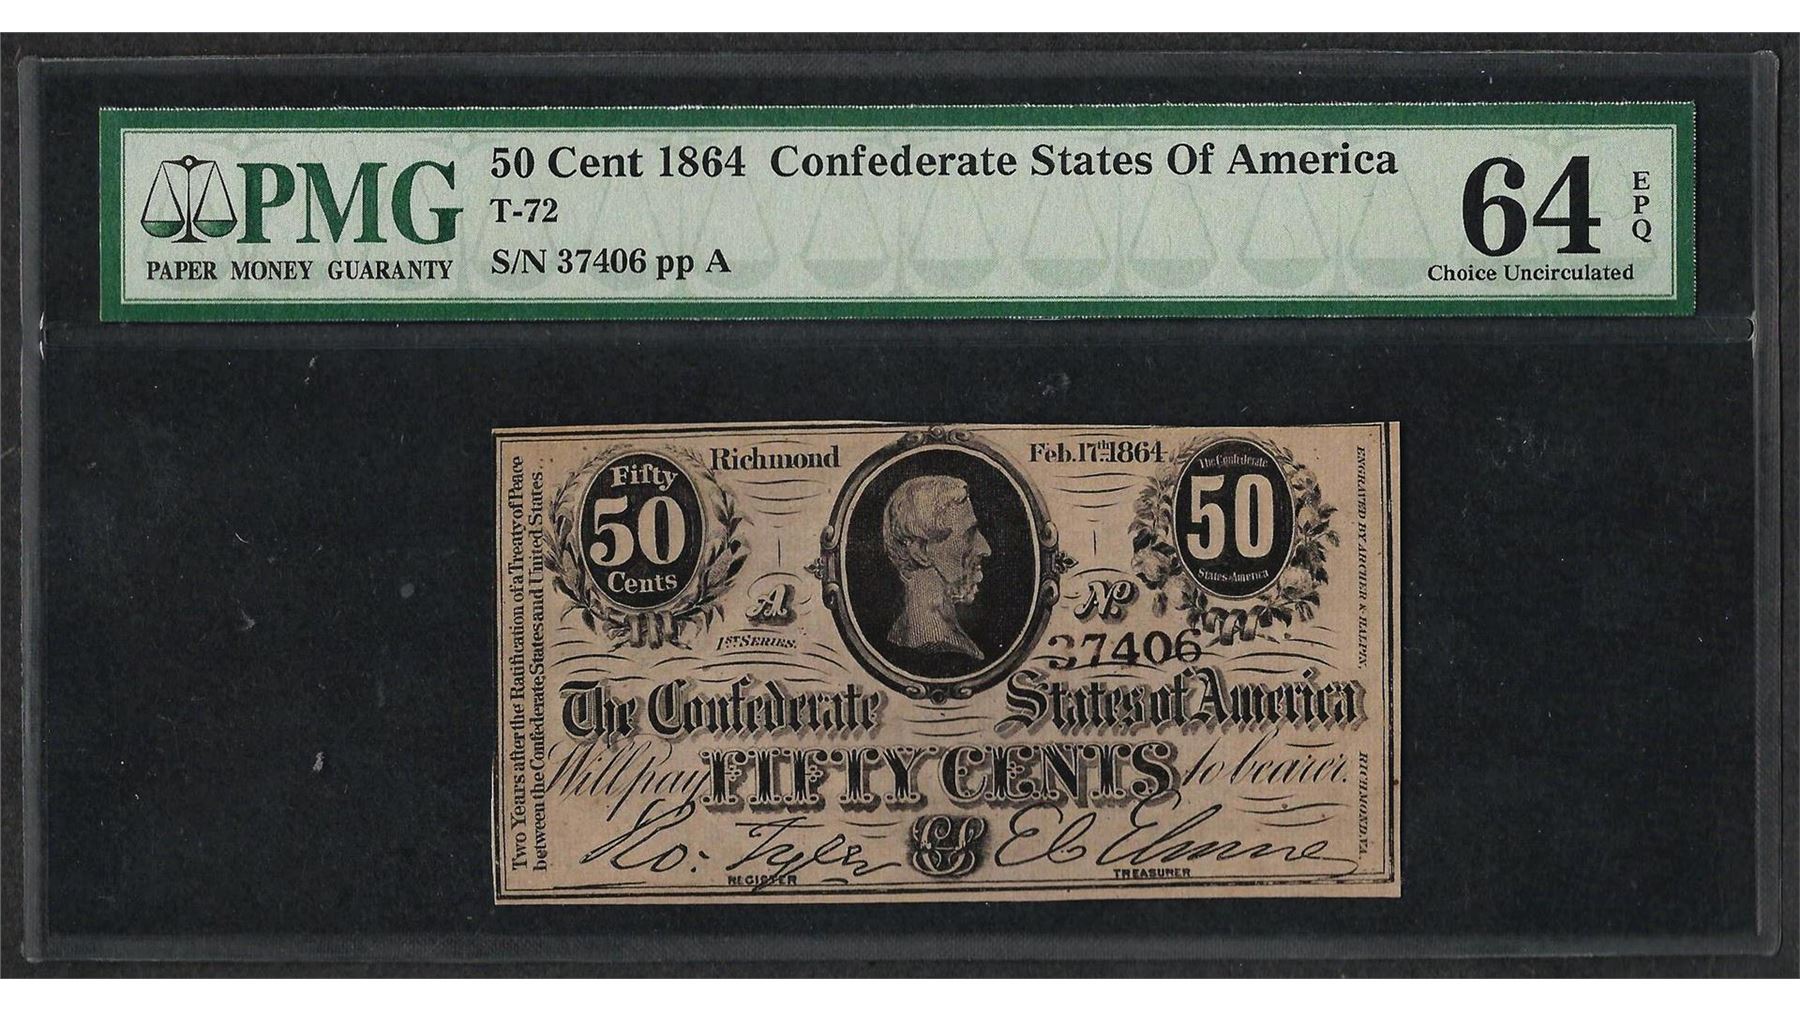 PMG
PAPER MONEY GUARANTY
50 Cent 1864 Confederate States Of America
T-72
S/N 37406 pp A
64
EPQ
Choice Uncirculated
Two Years after the Ratification of a Treaty of Peace
between the Confederate States and United States.
Fifty
50
Cents
Richmond
Feb. 17th 1864
The Confederate
50
States of America
A
1ST SERIES.
No
37406
ENGRAVED BY ARCHER & HALPIN,
RICHMOND, VA.
The Confederate States of America
Will pay FIFTY CENTS to bearer.
CS
Ro: Tyler
REGISTER
E C Elmore
TREASURER